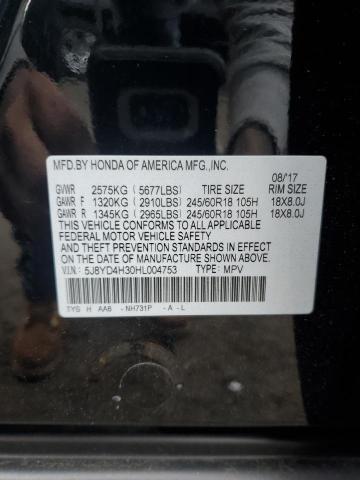 MFD.BY HONDA OF AMERICA MFG.,INC.
08/17
GVWR 2575KG (5677LBS) TIRE SIZE RIM SIZE
GAWR F 1320KG (2910LBS) 245/60R18 105H 18X8.0J
GAWR R 1345KG (2965LBS) 245/60R18 105H 18X8.0J
THIS VEHICLE CONFORMS TO ALL APPLICABLE
FEDERAL MOTOR VEHICLE SAFETY
AND THEFT PREVENTION STANDARDS IN EFFECT
ON THE DATE OF MANUFACTURE SHOWN ABOVE.
V.I.N: 5J8YD4H30HL004753 TYPE: MPV
TYS H AA8 -NH731P -A -L